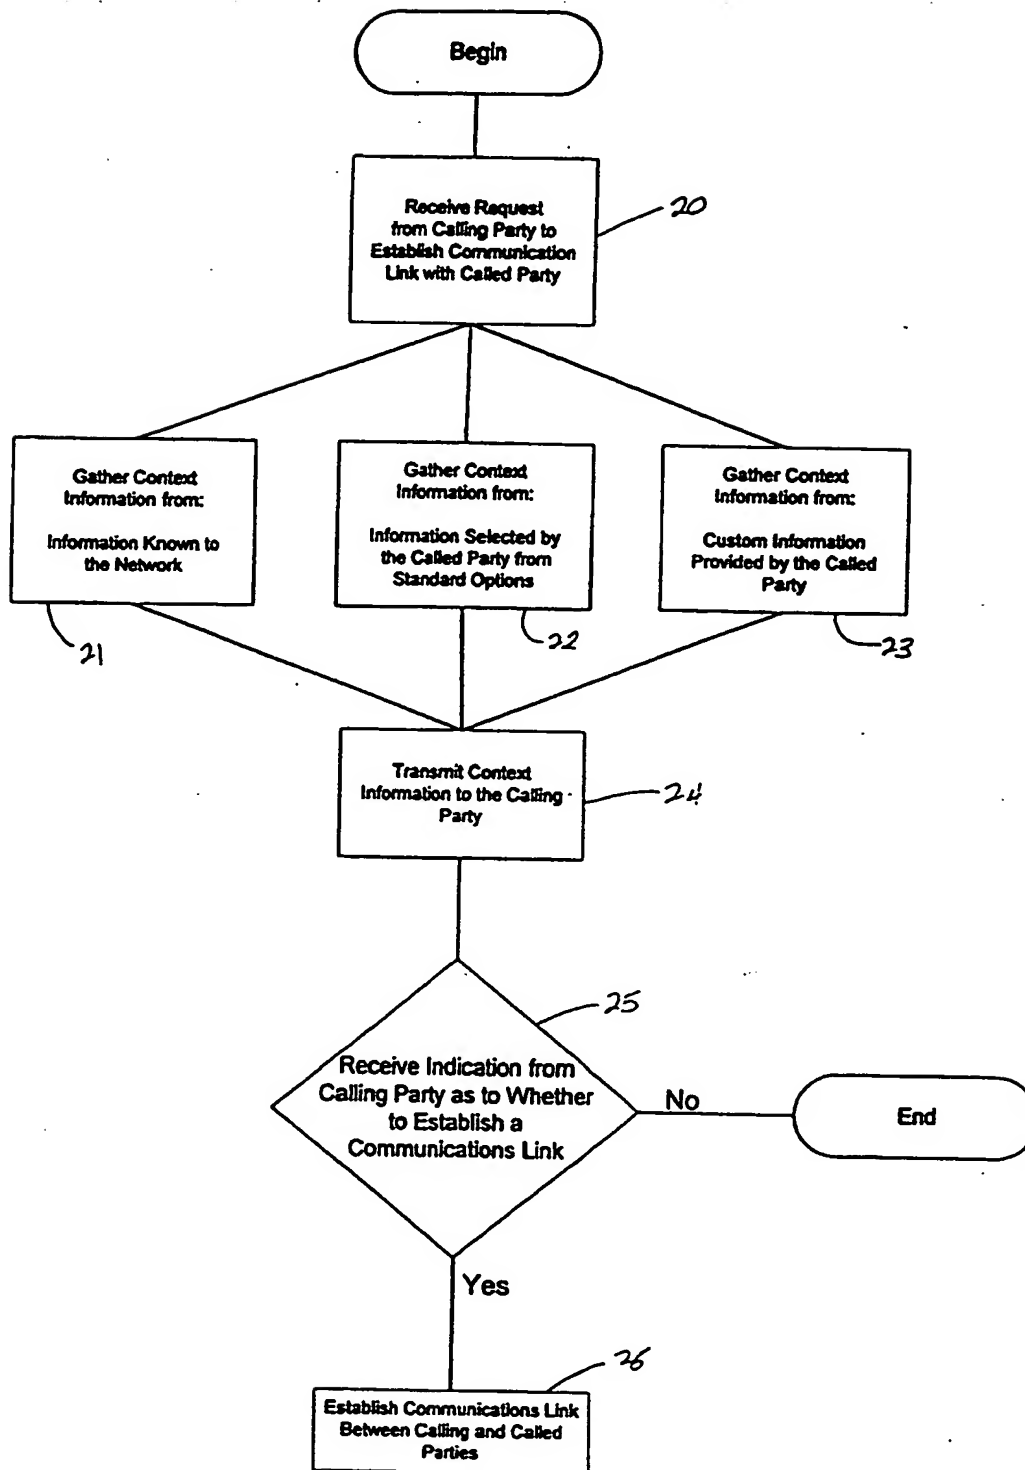 Begin
Receive Request
from Calling Party to
Establish Communication
Link with Called Party
20
Gather Context
Information from:
Information Known to
the Network
21
Gather Context
Information from:
Information Selected by
the Called Party from
Standard Options
22
Gather Context
Information from:
Custom Information
Provided by the Called
Party
23
Transmit Context
Information to the Calling
Party
24
Receive Indication from
Calling Party as to Whether
to Establish a
Communications Link
25
No
End
Yes
Establish Communications Link
Between Calling and Called
Parties
26